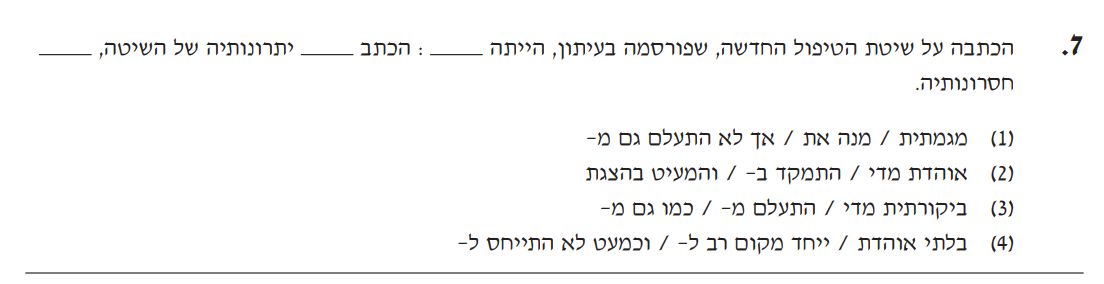 7. הכתבה על שיטת הטיפול החדשה, שפורסמה בעיתון, הייתה _____ : הכתב _____ יתרונותיה של השיטה, _____
חסרונותיה.
(1) מגמתית / מנה את / אך לא התעלם גם מ-
(2) אוהדת מדי / התמקד ב- / והמעיט בהצגת
(3) ביקורתית מדי / התעלם מ- / כמו גם מ-
(4) בלתי אוהדת / ייחד מקום רב ל- / וכמעט לא התייחס ל-